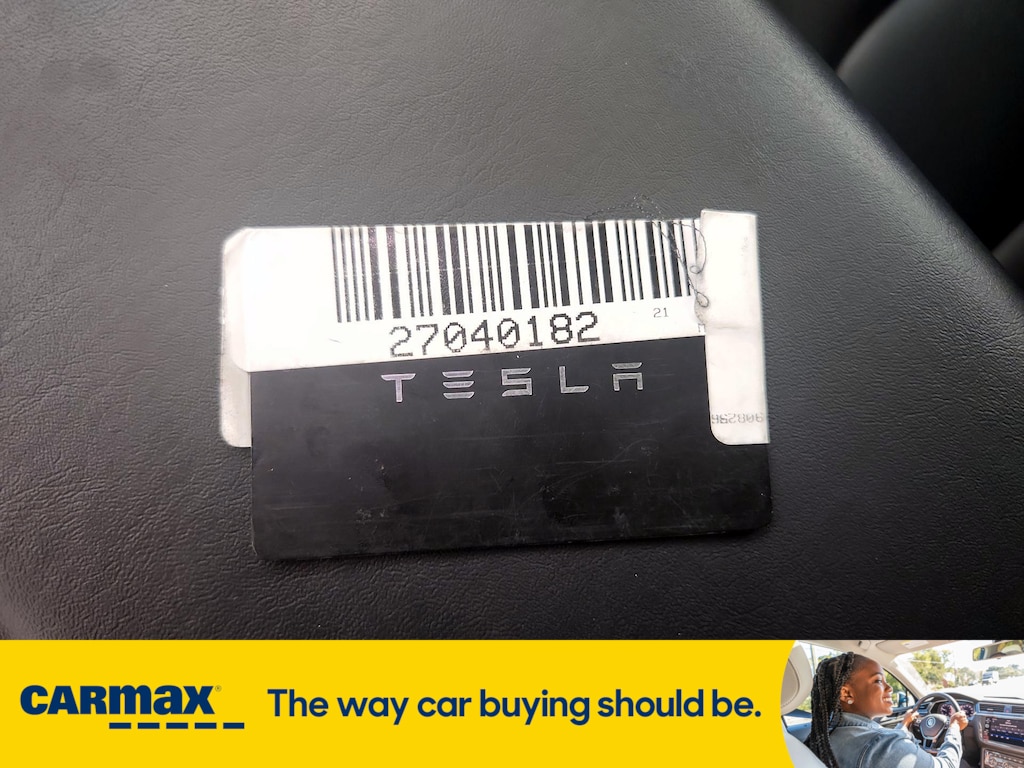 27040182 21
TESLA
CARMAX®
The way car buying should be.